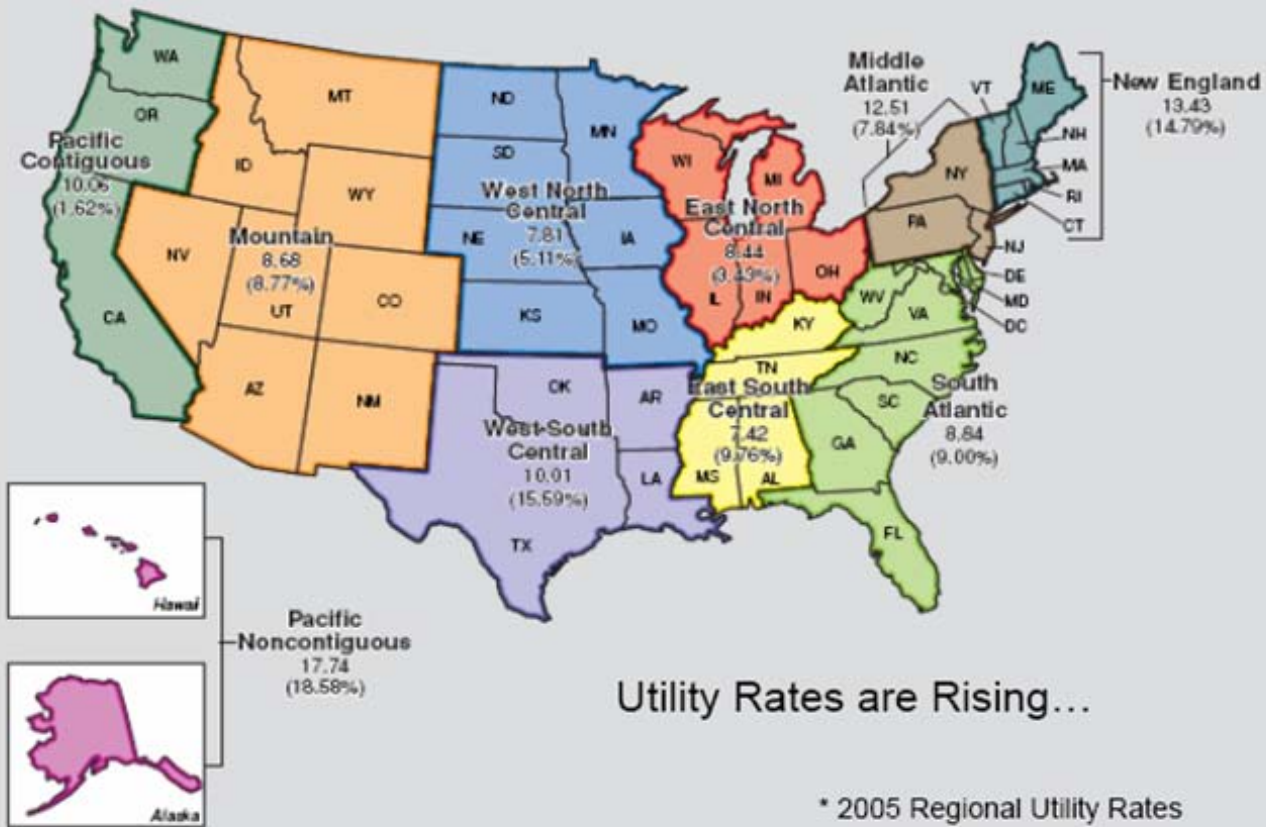 WA
OR
CA
Pacific
Contiguous
10.06
(1.62%)
MT
ID
WY
NV
UT
CO
AZ
NM
Mountain
8.68
(8.77%)
ND
SD
MN
NE
IA
KS
MO
West North
Central
7.81
(5.11%)
WI
MI
IL
IN
OH
East North
Central
8.44
(3.43%)
Middle
Atlantic
12.51
(7.84%)
NY
PA
NJ
VT
ME
NH
MA
RI
CT
New England
13.43
(14.79%)
DE
MD
DC
WV
VA
NC
SC
GA
FL
South
Atlantic
8.84
(9.00%)
KY
TN
MS
AL
East South
Central
7.42
(9.76%)
OK
AR
LA
TX
West South
Central
10.01
(15.59%)
Hawaii
Alaska
Pacific
Noncontiguous
17.74
(18.58%)
Utility Rates are Rising…
* 2005 Regional Utility Rates